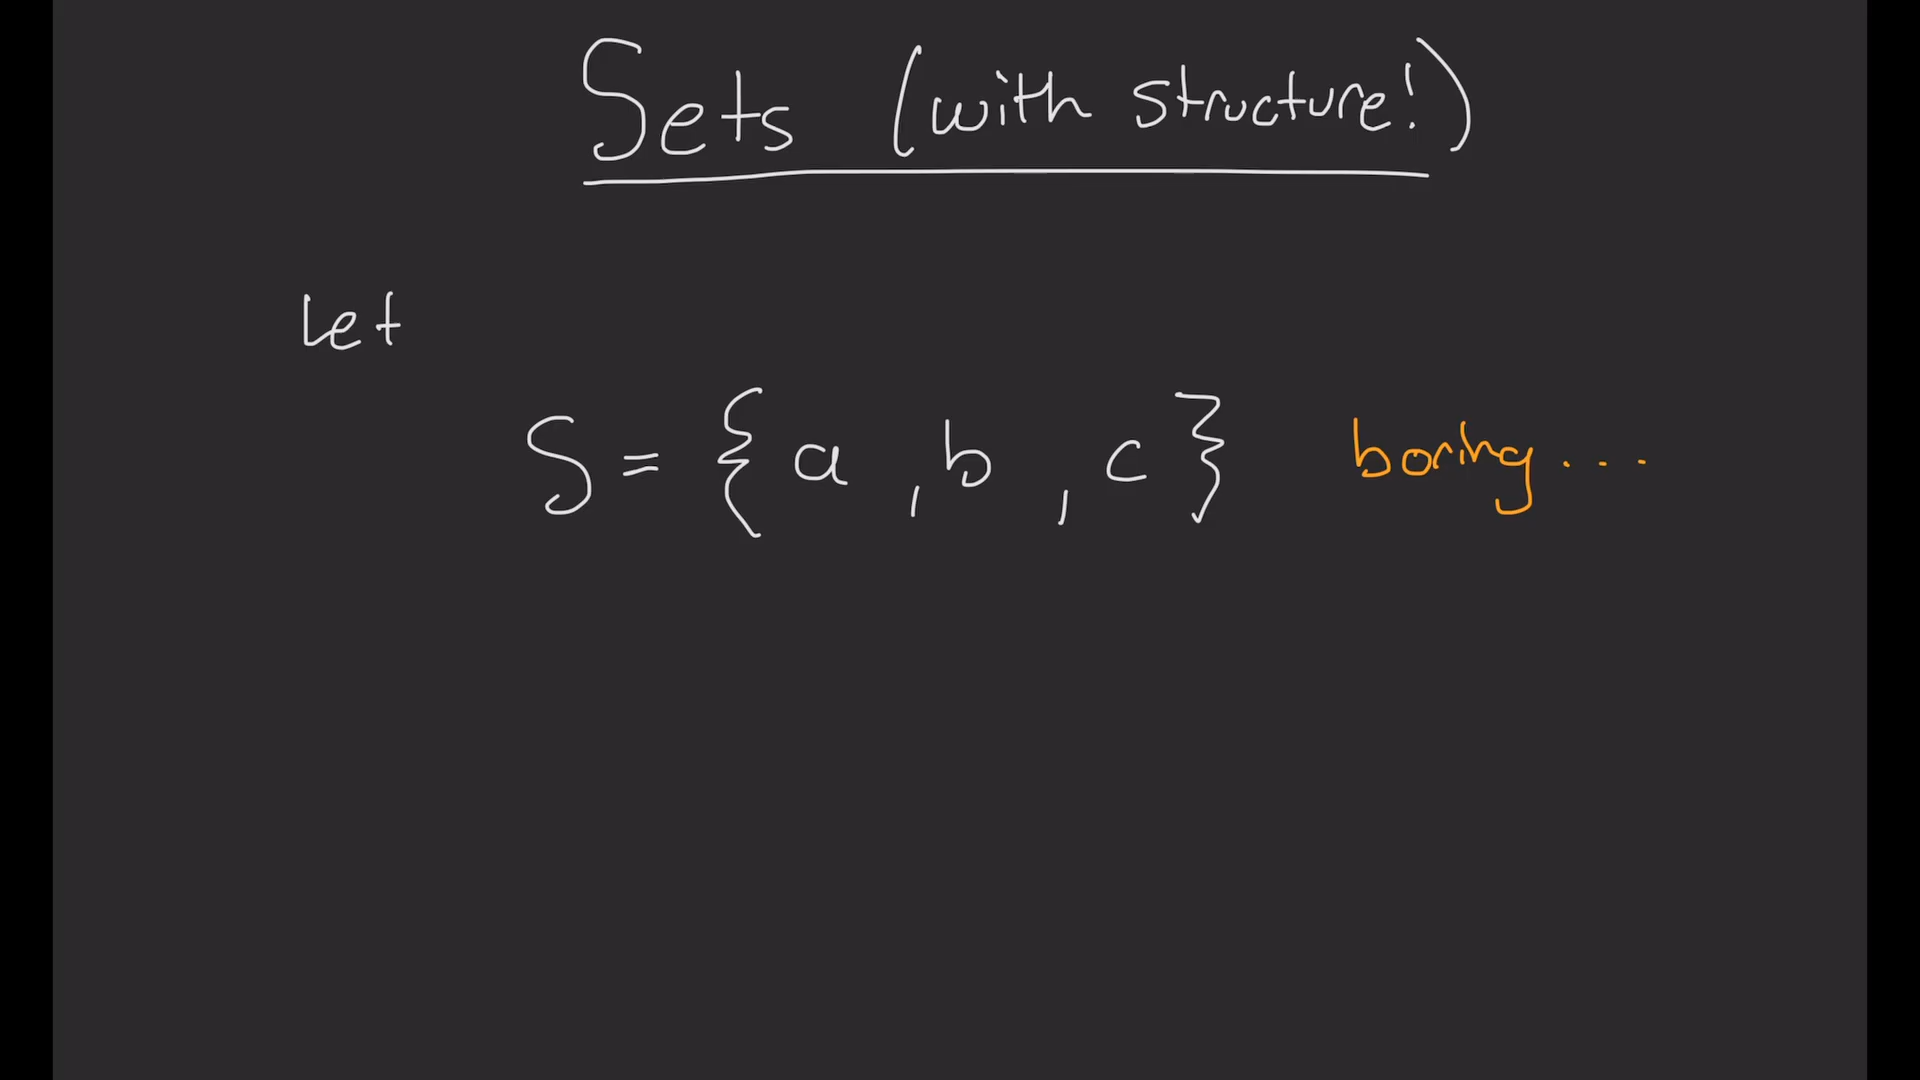 Sets (with structure!)
Let
S = { a , b , c } boring...